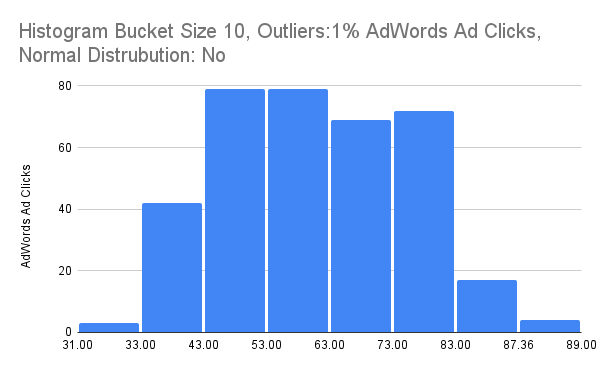 Histogram Bucket Size 10, Outliers:1% AdWords Ad Clicks,
Normal Distrubution: No
AdWords Ad Clicks
80
60
40
20
0
31.00 33.00 43.00 53.00 63.00 73.00 83.00 87.36 89.00